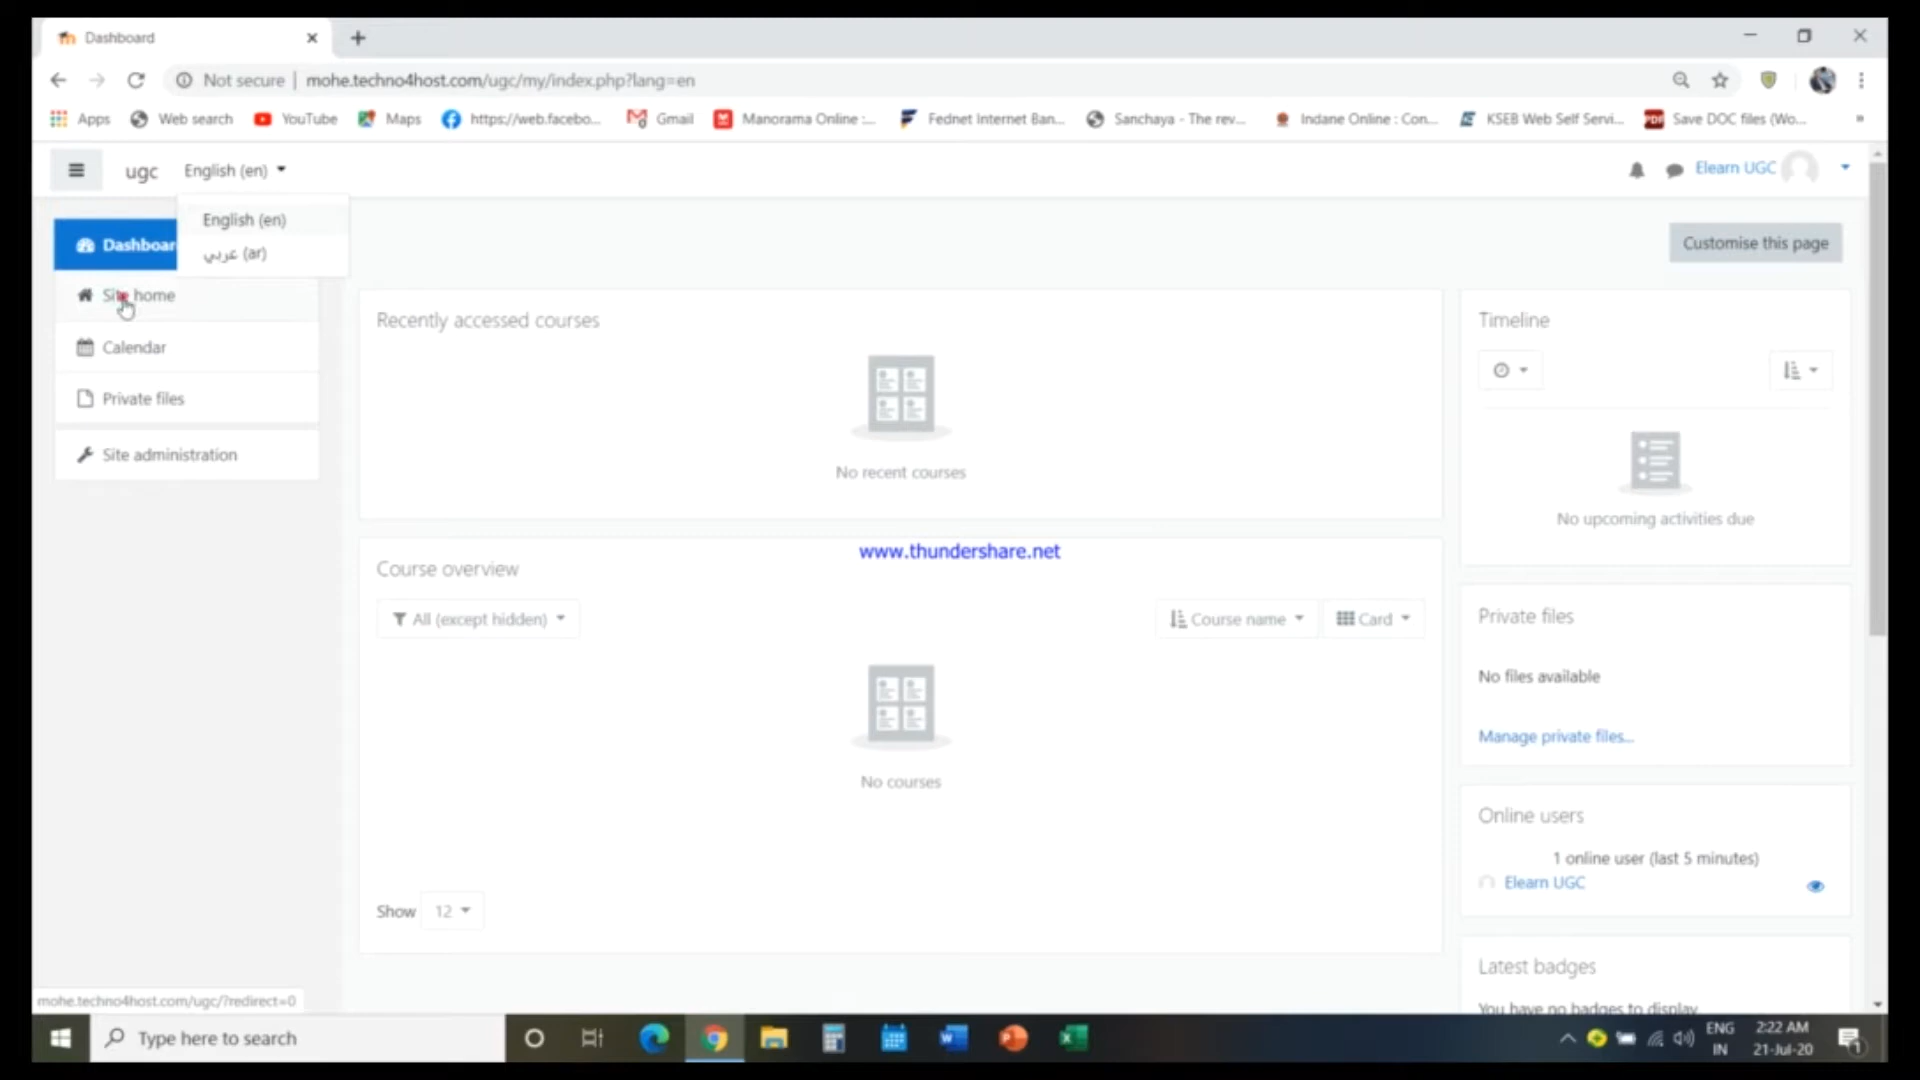 Dashboard
Not secure | mohe.techno4host.com/ugc/my/index.php?lang=en
Apps Web search YouTube Maps https://web.facebo... Gmail Manorama Online :... Fednet Internet Ban... Sanchaya - The rev... Indane Online : Con... KSEB Web Self Servi... PDF Save DOC files (Wo... »
ugc English (en) Elearn UGC
English (en)
عربي (ar)
Dashboar
Customise this page
Site home
Calendar
Private files
Site administration
Recently accessed courses
No recent courses
Timeline
No upcoming activities due
www.thundershare.net
Course overview
All (except hidden) Course name Card
No courses
Show 12
Private files
No files available
Manage private files...
Online users
1 online user (last 5 minutes)
Elearn UGC
Latest badges
You have no badges to display
mohe.techno4host.com/ugc/?redirect=0
Type here to search
ENG
IN
2:22 AM
21-Jul-20
1